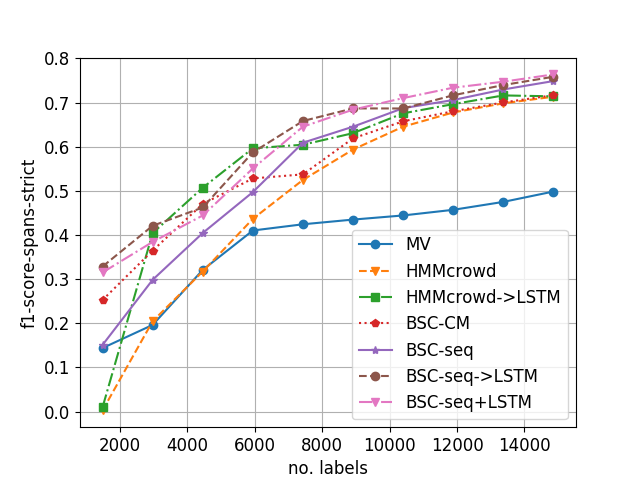 0.8
0.7
0.6
0.5
0.4
0.3
0.2
0.1
0.0
f1-score-spans-strict
2000 4000 6000 8000 10000 12000 14000
no. labels
MV
HMMcrowd
HMMcrowd->LSTM
BSC-CM
BSC-seq
BSC-seq->LSTM
BSC-seq+LSTM